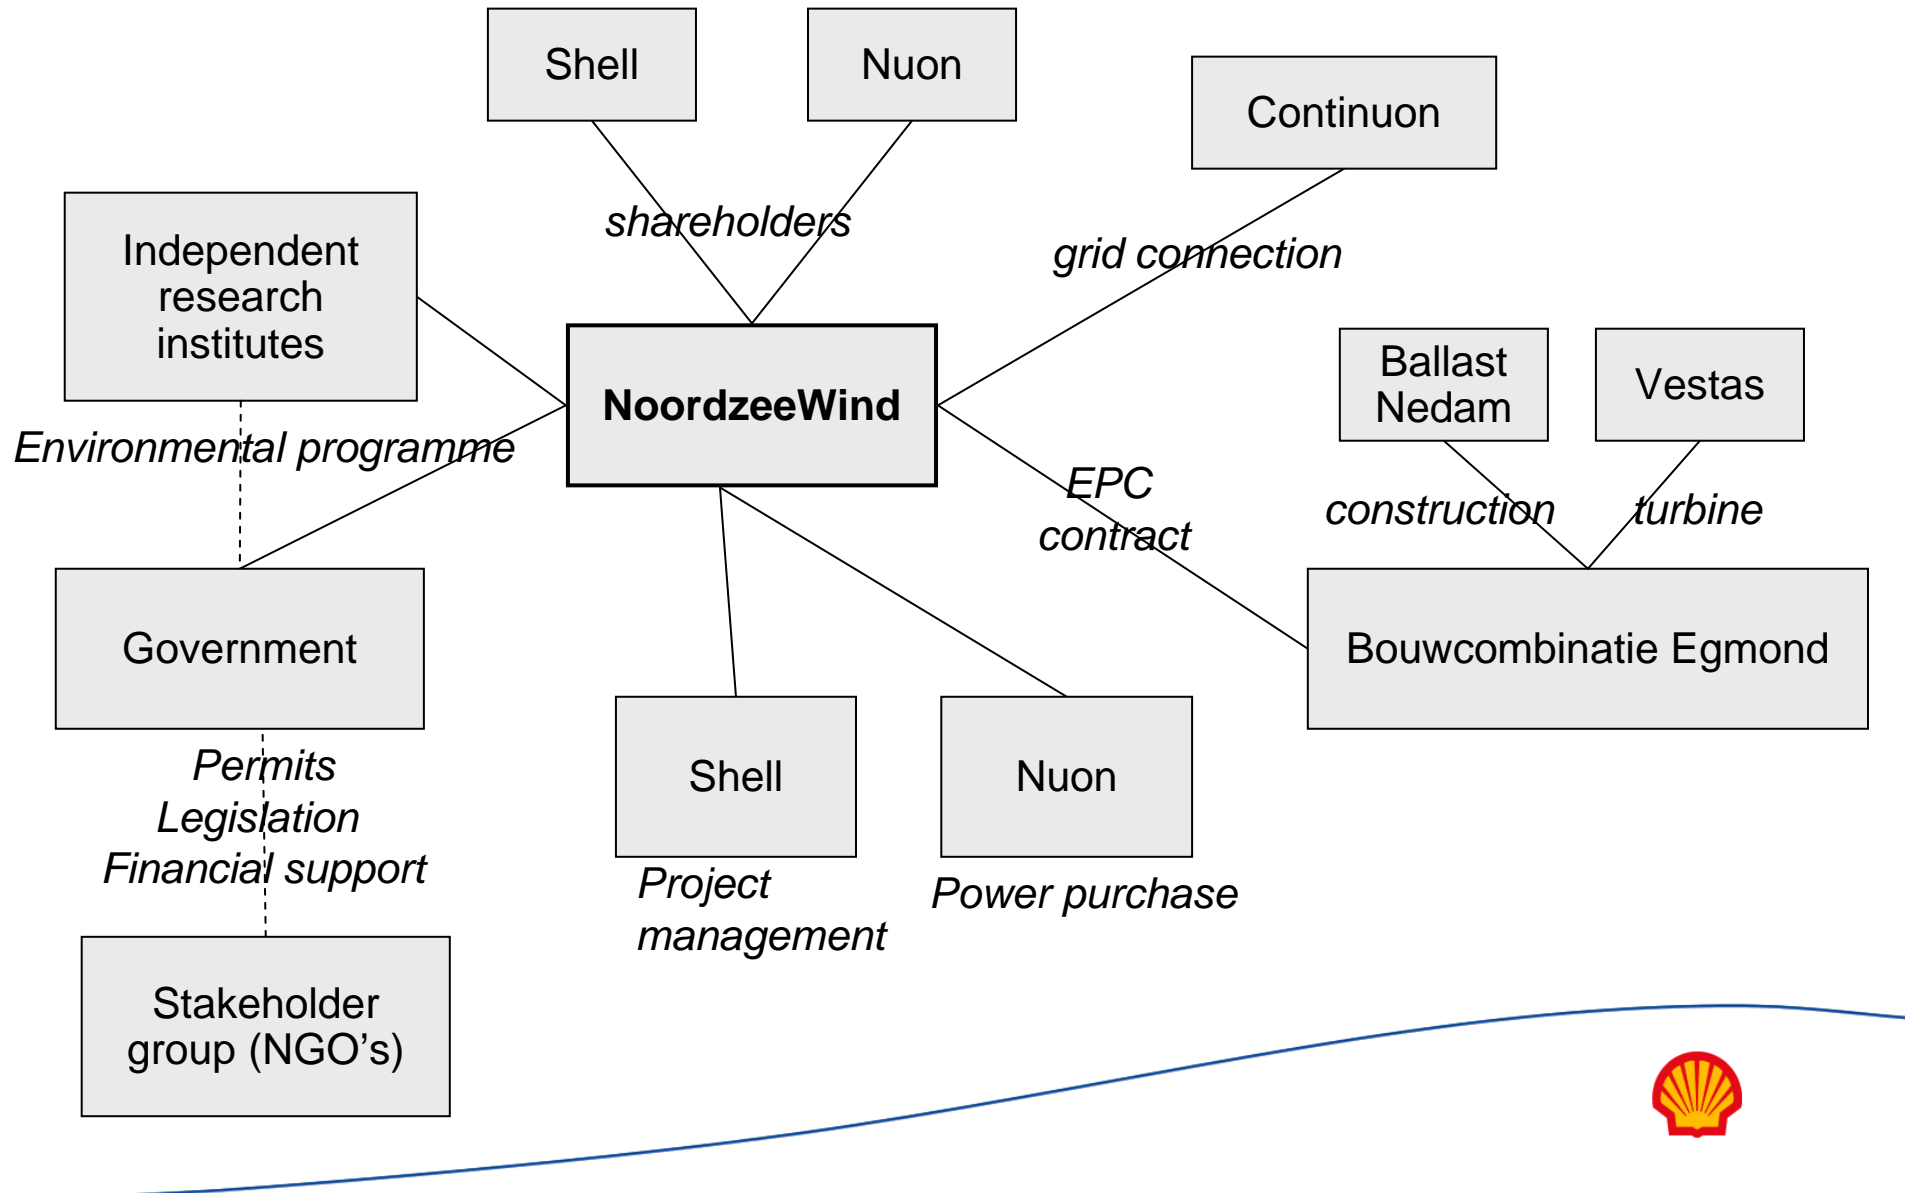 Shell
Nuon
Continuon
shareholders
grid connection
Independent
research
institutes
NoordzeeWind
Ballast
Nedam
Vestas
Environmental programme
EPC
contract
construction
turbine
Government
Bouwcombinatie Egmond
Permits
Legislation
Financial support
Shell
Nuon
Project
management
Power purchase
Stakeholder
group (NGO’s)